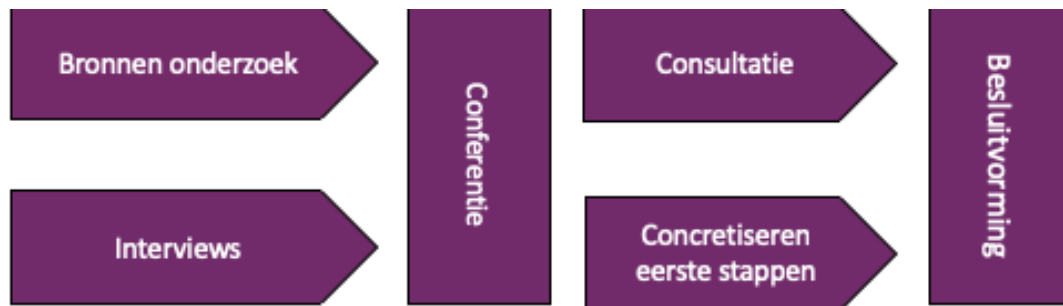 Bronnen onderzoek
Interviews
Conferentie
Consultatie
Concretiseren
eerste stappen
Besluitvorming